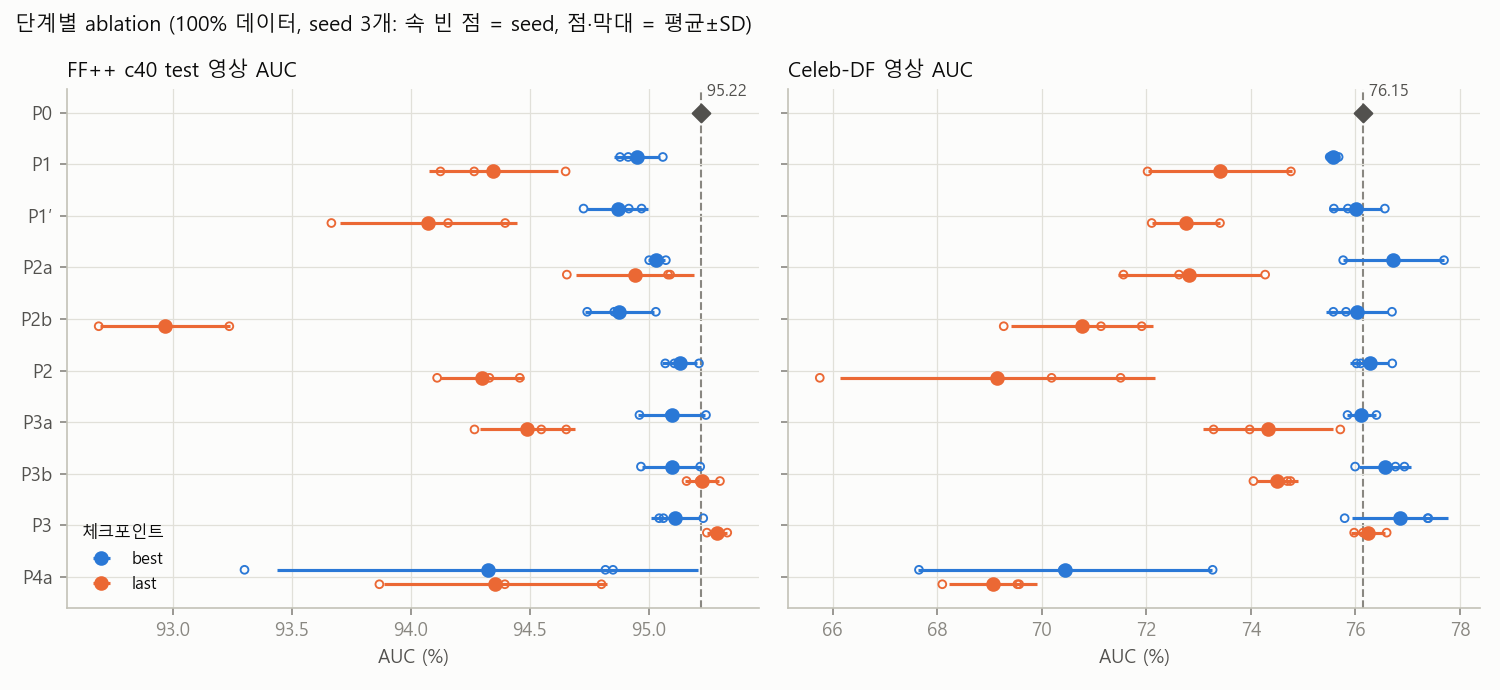 단계별 ablation (100% 데이터, seed 3개: 속 빈 점 = seed, 점·막대 = 평균±SD)
FF++ c40 test 영상 AUC
Celeb-DF 영상 AUC
95.22
76.15
P0
P1
P1′
P2a
P2b
P2
P3a
P3b
P3
P4a
체크포인트
best
last
93.0 93.5 94.0 94.5 95.0
66 68 70 72 74 76 78
AUC (%)
AUC (%)